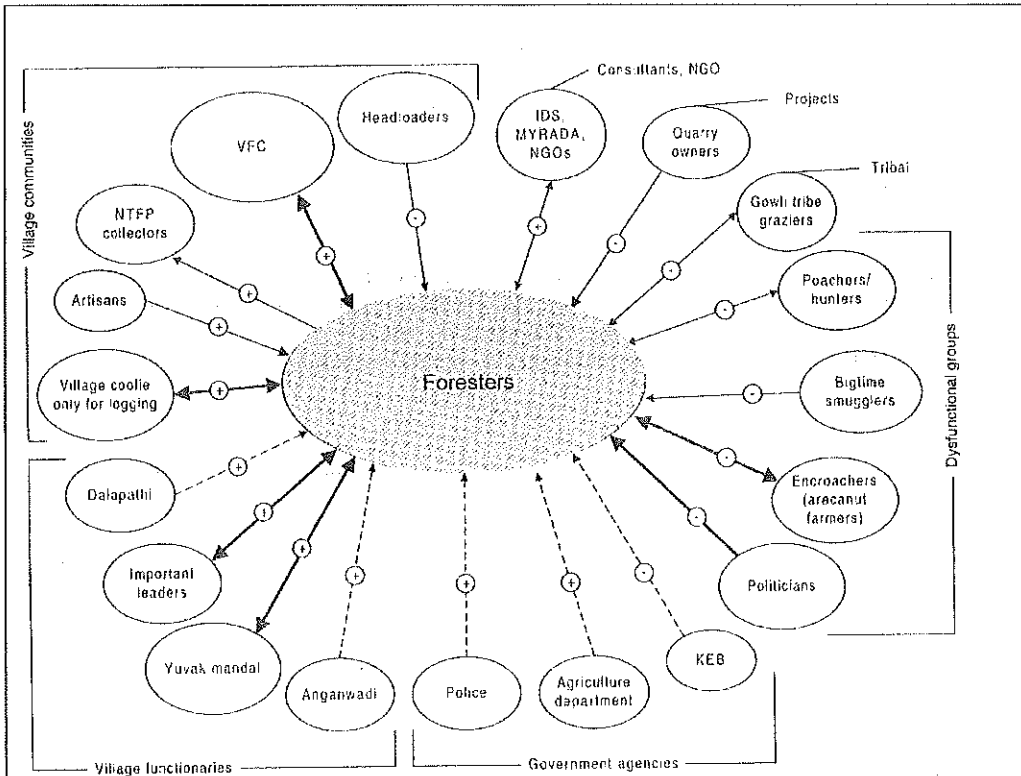 Consultants, NGO
Projects
Tribal
Village communities
VFC
Headloaders
IDS,
MYRADA,
NGOs
Quarry
owners
Gowli tribe
graziers
NTFP
collectors
Artisans
Village coolie
only for logging
Poachers/
hunters
Bigtime
smugglers
Encroachers
(arecanut
farmers)
Politicians
Dysfunctional groups
Foresters
Dalapathi
Important
leaders
Yuvak mandal
Anganwadi
Police
Agriculture
department
KEB
Village functionaries
Government agencies
+
-
+
-
-
-
-
-
-
-
+
+
+
+
+
+
+
+
+